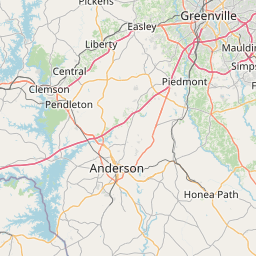 Pickens
Greenville
Easley
Liberty
Mauldin
Simps
Central
Piedmont
Clemson
Pendleton
Anderson
Honea Path